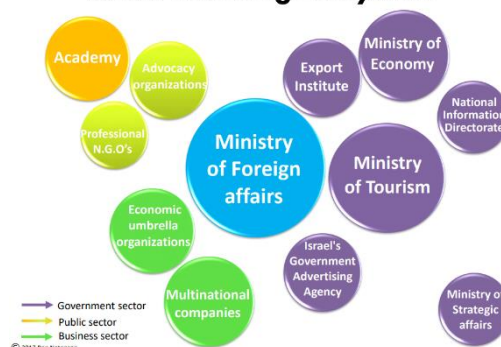 Academy
Advocacy
organizations
Professional
N.G.O's
Export
Institute
Ministry of
Economy
National
Information
Directorate
Ministry
of Foreign
affairs
Ministry
of Tourism
Economic
umbrella
organizations
Israel's
Government
Advertising
Agency
Multinational
companies
Ministry of
Strategic
affairs
Government sector
Public sector
Business sector